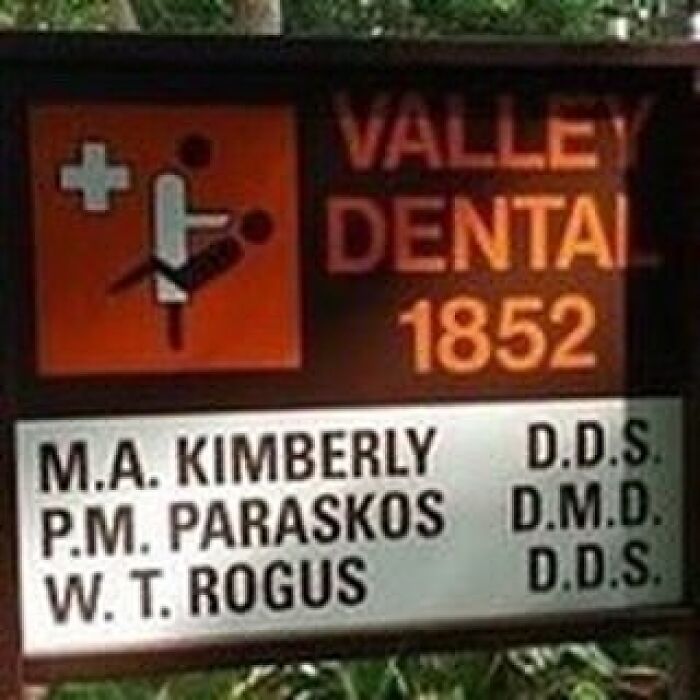 VALLEY
DENTAL
1852
M.A. KIMBERLY D.D.S.
P.M. PARASKOS D.M.D.
W. T. ROGUS D.D.S.